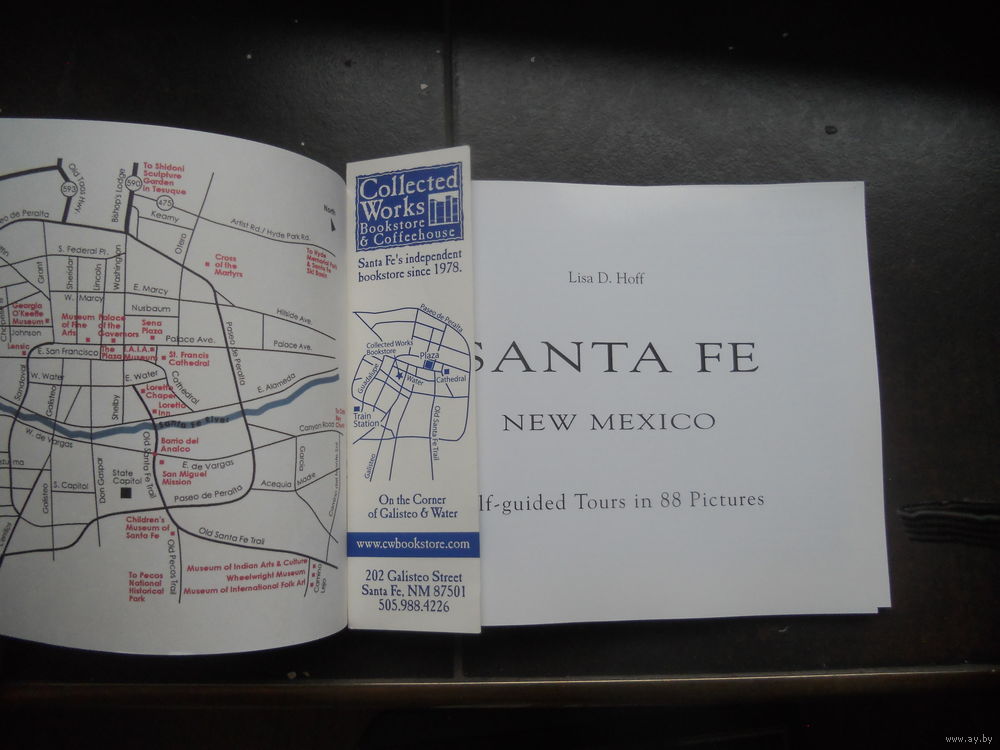 Old Taos Hwy
593
Bishop's Lodge
590
To Shidoni
Sculpture
Garden
in Tesuque
475
Kearny
Otero
Artist Rd./ Hyde Park Rd.
North
To Hyde
Memorial Park
& Santa Fe
Ski Basin
de Peralta
S. Federal Pl.
Grant
Sheridan
Lincoln
Washington
Cross
of the
Martyrs
W. Marcy
E. Marcy
Nusbaum
Hillside Ave.
Georgia
O'Keeffe
Museum
Johnson
Museum
of Fine
Arts
Palace
of the
Governors
Sena
Plaza
Palace Ave.
Palace Ave.
Paseo de Peralta
Lensic
E. San Francisco
The
Plaza
I.A.I.A.
Museum
St. Francis
Cathedral
W. Water
E. Water
Cathedral
E. Alameda
Sandoval
Galisteo
Shelby
Loretto
Chapel
Loretto
Inn
Santa Fe River
Canyon Road
W. de Vargas
Old Santa Fe Trail
Barrio del
Analco
E. de Vargas
Garcia
San Miguel
Mission
State
Capitol
S. Capitol
Don Gaspar
Galisteo
Paseo de Peralta
Acequia Madre
Children's
Museum of
Santa Fe
Old Santa Fe Trail
Old Pecos Trail
Museum of Indian Arts & Culture
Wheelwright Museum
Museum of International Folk Art
Camino Lejo
To Pecos
National
Historical
Park
Collected
Works
Bookstore
& Coffeehouse
Santa Fe's independent
bookstore since 1978.
Paseo de Peralta
Collected Works
Bookstore
Plaza
Guadalupe
Water
Cathedral
Train
Station
Old Santa Fe Trail
Galisteo
On the Corner
of Galisteo & Water
www.cwbookstore.com
202 Galisteo Street
Santa Fe, NM 87501
505.988.4226
Lisa D. Hoff
SANTA FE
NEW MEXICO
lf-guided Tours in 88 Pictures
www.ay.by